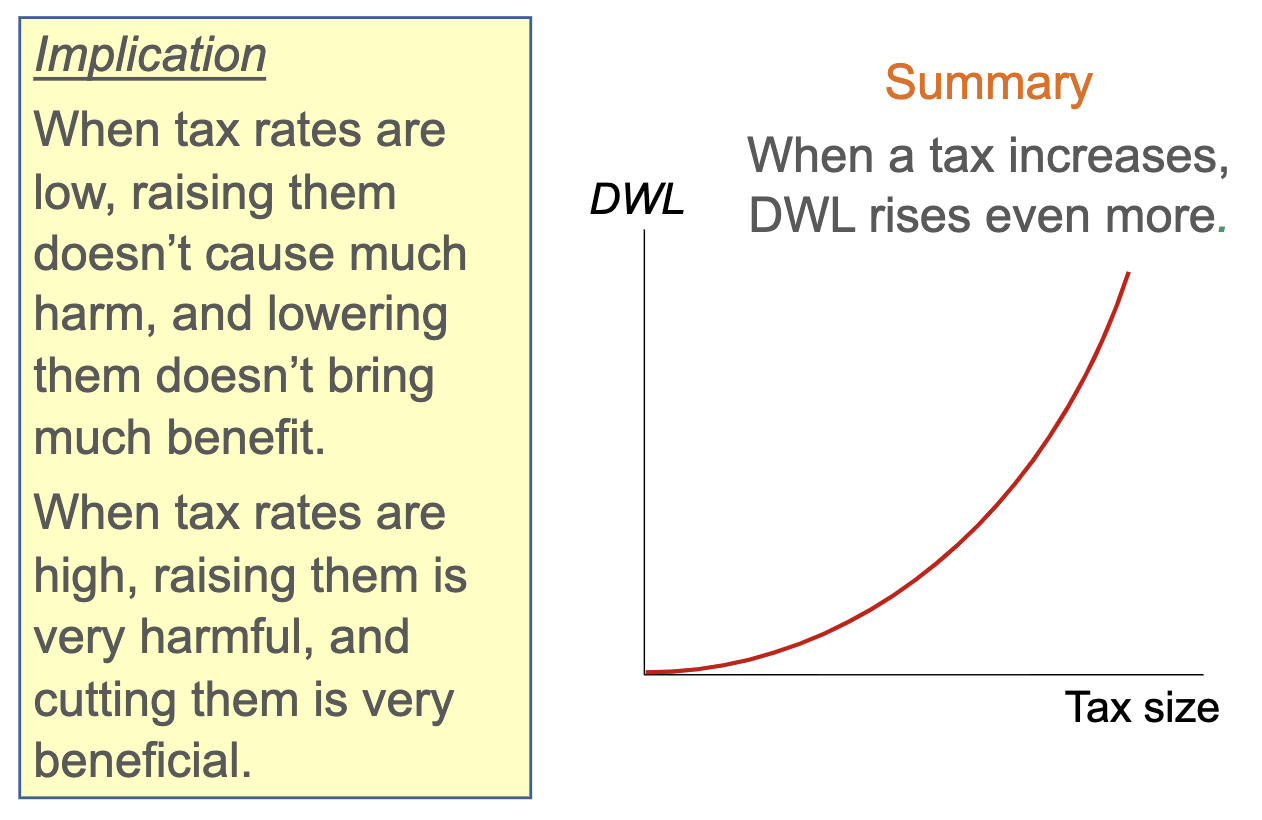 Implication
When tax rates are
low, raising them
doesn’t cause much
harm, and lowering
them doesn’t bring
much benefit.
When tax rates are
high, raising them is
very harmful, and
cutting them is very
beneficial.
Summary
When a tax increases,
DWL rises even more.
DWL
Tax size